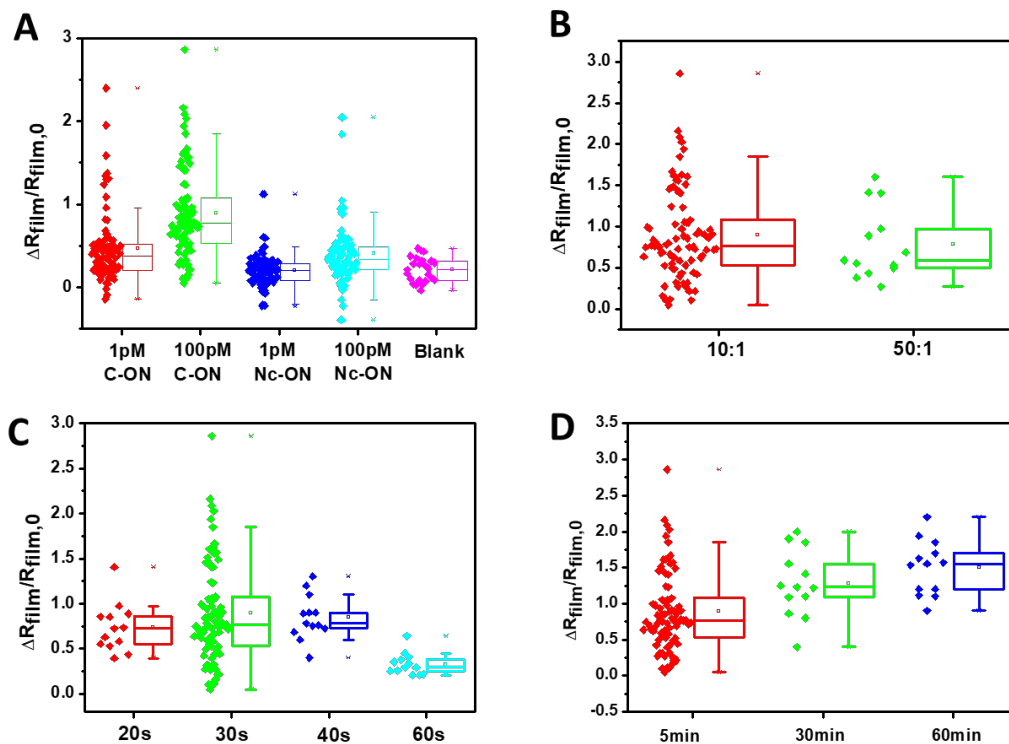 A
ΔRfilm/Rfilm,0
3
2
1
0
1pM 100pM 1pM 100pM Blank
C-ON C-ON Nc-ON Nc-ON
B
ΔRfilm/Rfilm,0
3.0
2.5
2.0
1.5
1.0
0.5
0.0
10:1 50:1
C
ΔRfilm/Rfilm,0
3.0
2.5
2.0
1.5
1.0
0.5
0.0
20s 30s 40s 60s
D
ΔRfilm/Rfilm,0
3.5
3.0
2.5
2.0
1.5
1.0
0.5
0.0
-0.5
5min 30min 60min